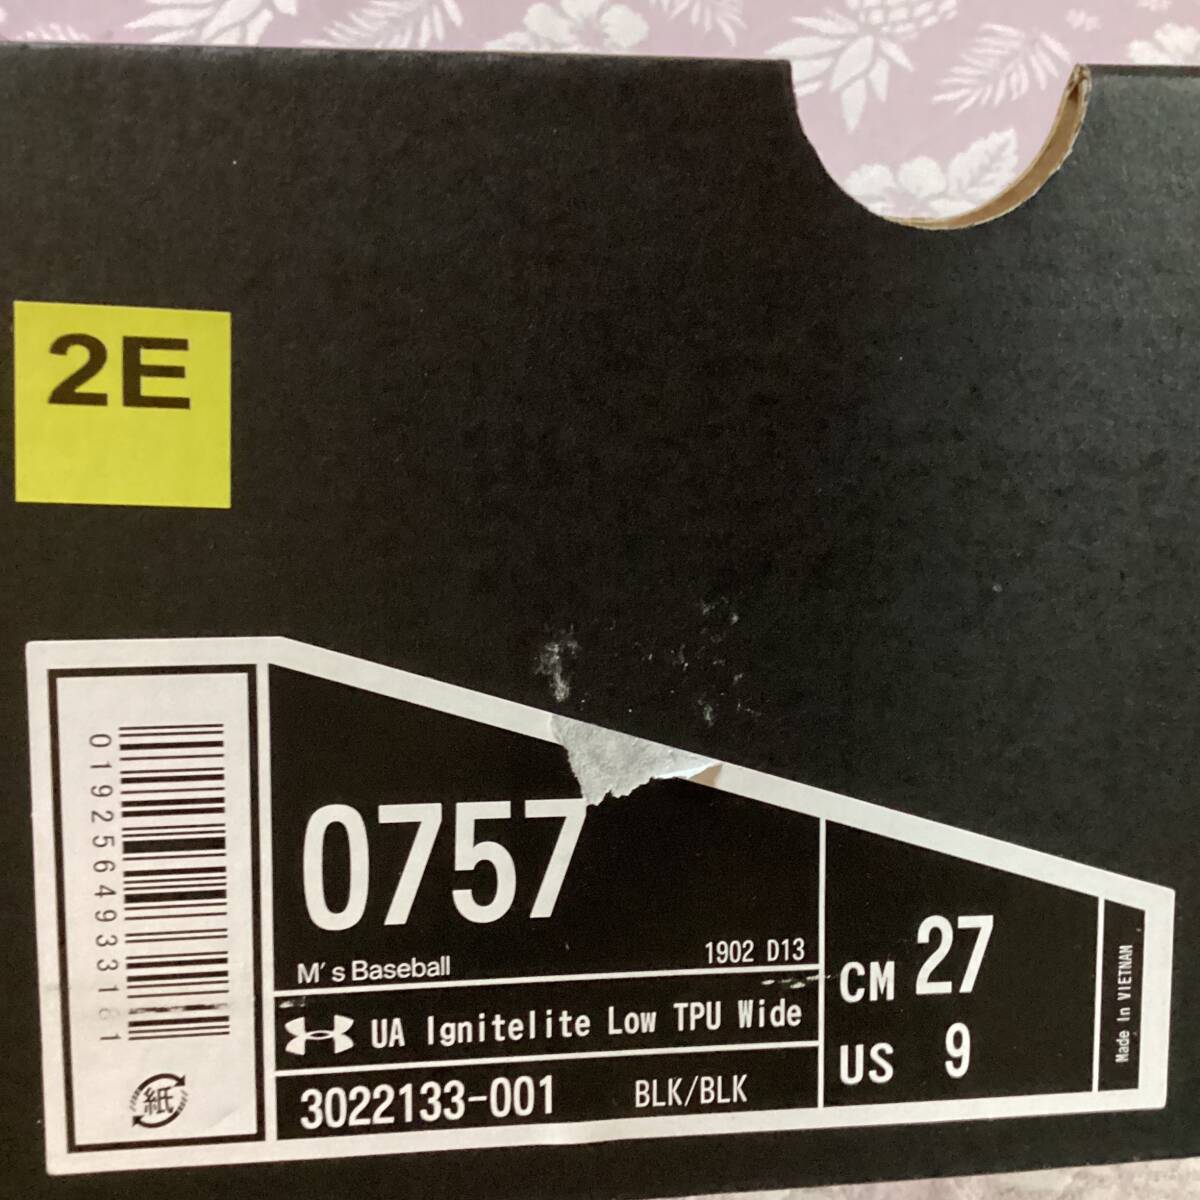 2E
0192564933161
紙
0757
M's Baseball
1902 D13
UA Ignitelite Low TPU Wide
3022133-001
BLK/BLK
CM 27
US 9
Made In VIETNAM